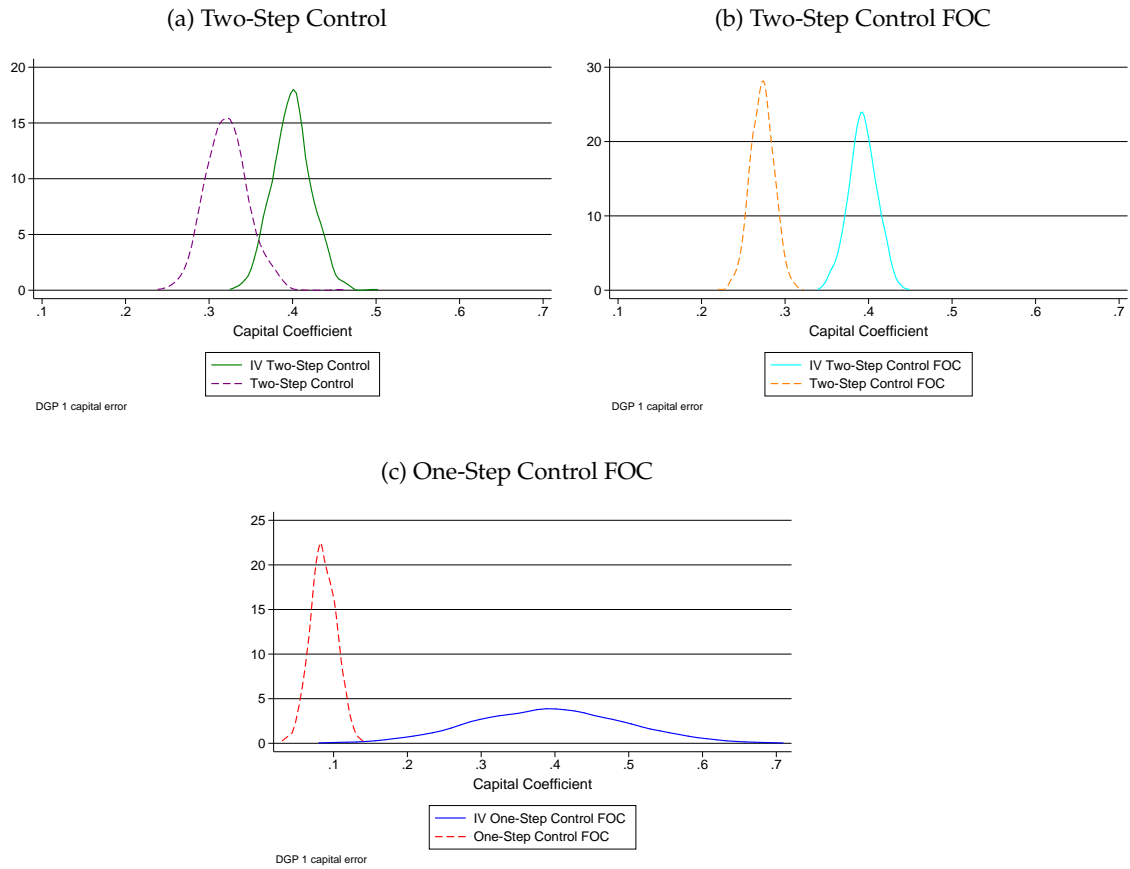 (a) Two-Step Control
20
15
10
5
0
.1 .2 .3 .4 .5 .6 .7
Capital Coefficient
IV Two-Step Control
Two-Step Control
DGP 1 capital error
(b) Two-Step Control FOC
30
20
10
0
.1 .2 .3 .4 .5 .6 .7
Capital Coefficient
IV Two-Step Control FOC
Two-Step Control FOC
DGP 1 capital error
(c) One-Step Control FOC
25
20
15
10
5
0
.1 .2 .3 .4 .5 .6 .7
Capital Coefficient
IV One-Step Control FOC
One-Step Control FOC
DGP 1 capital error